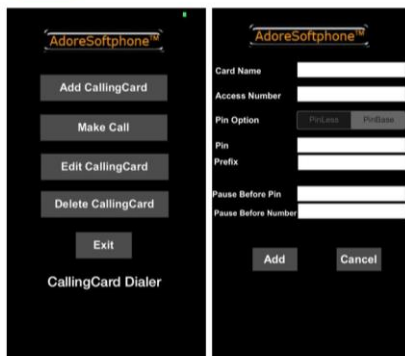 AdoreSoftphone™
Add CallingCard
Make Call
Edit CallingCard
Delete CallingCard
Exit
CallingCard Dialer
AdoreSoftphone™
Card Name
Access Number
Pin Option PinLess PinBase
Pin
Prefix
Pause Before Pin
Pause Before Number
Add Cancel